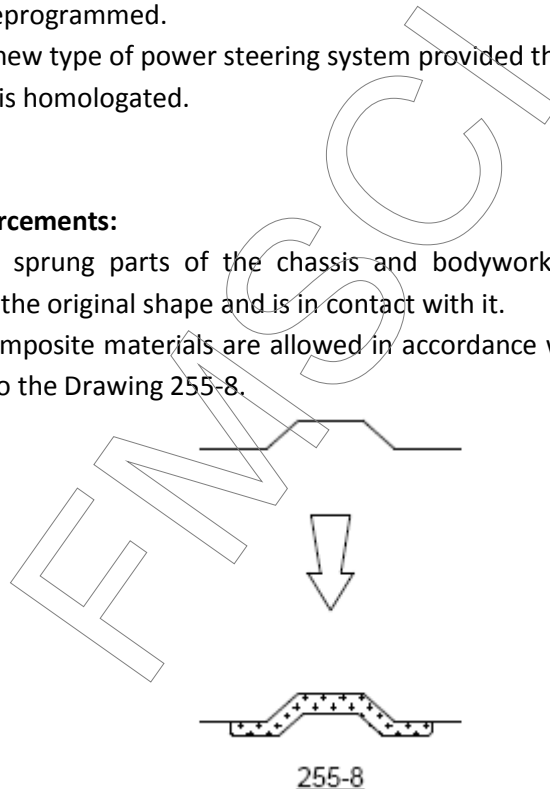 eprogrammed.
new type of power steering system provided th
is homologated.
rcements:
sprung parts of the chassis and bodywork
the original shape and is in contact with it.
mposite materials are allowed in accordance
o the Drawing 255-8.
255-8
FMSCI